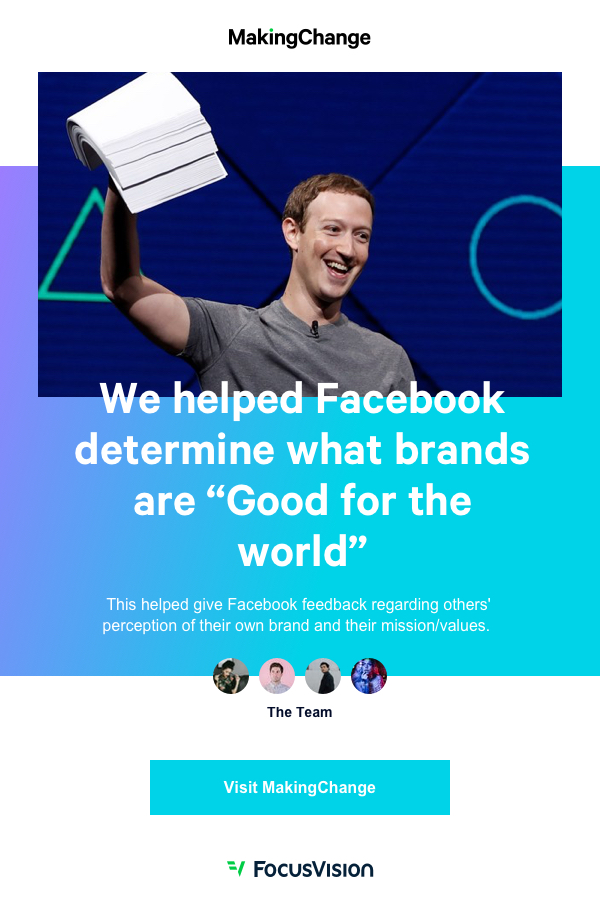 MakingChange
We helped Facebook
determine what brands
are “Good for the
world”
This helped give Facebook feedback regarding others'
perception of their own brand and their mission/values.
The Team
Visit MakingChange
FocusVision